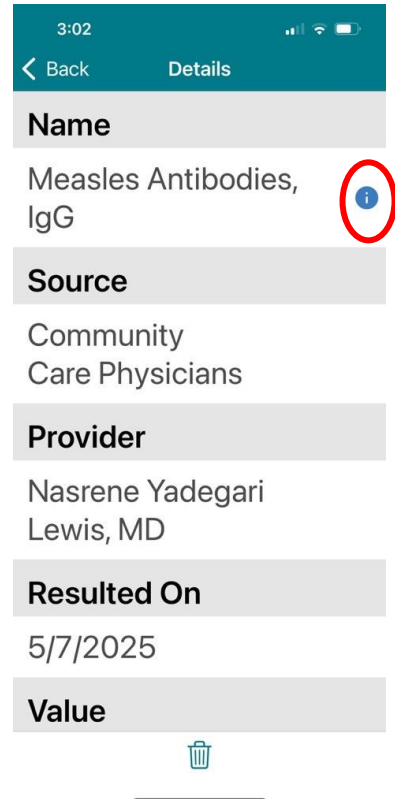 3:02
Back Details
Name
Measles Antibodies,
IgG
Source
Community
Care Physicians
Provider
Nasrene Yadegari
Lewis, MD
Resulted On
5/7/2025
Value